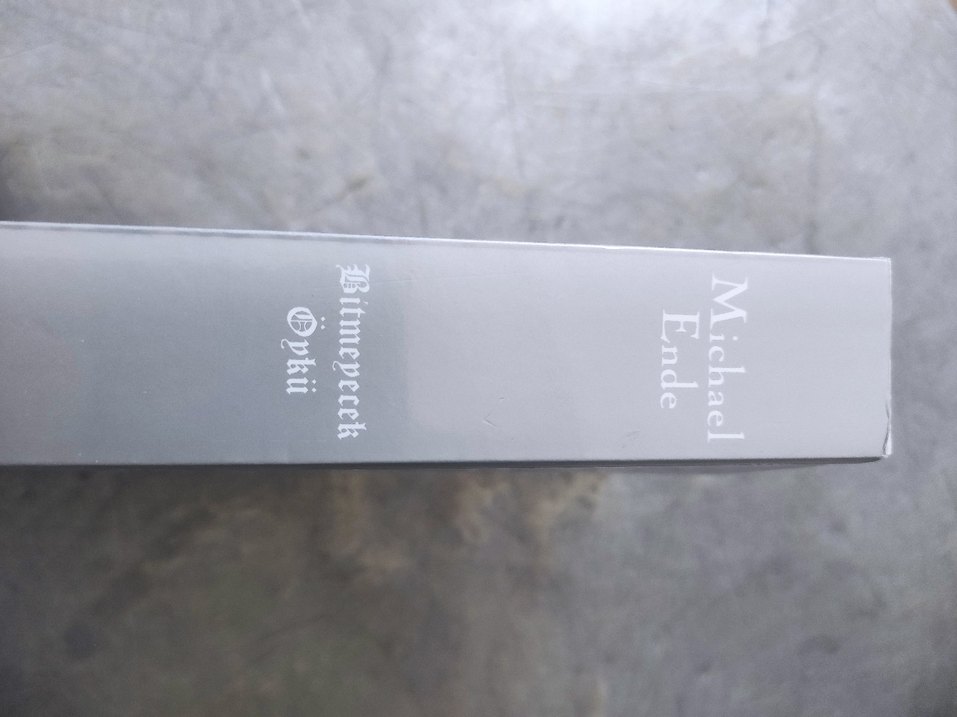 Michael
Ende
Bitmeyecek
Öykü